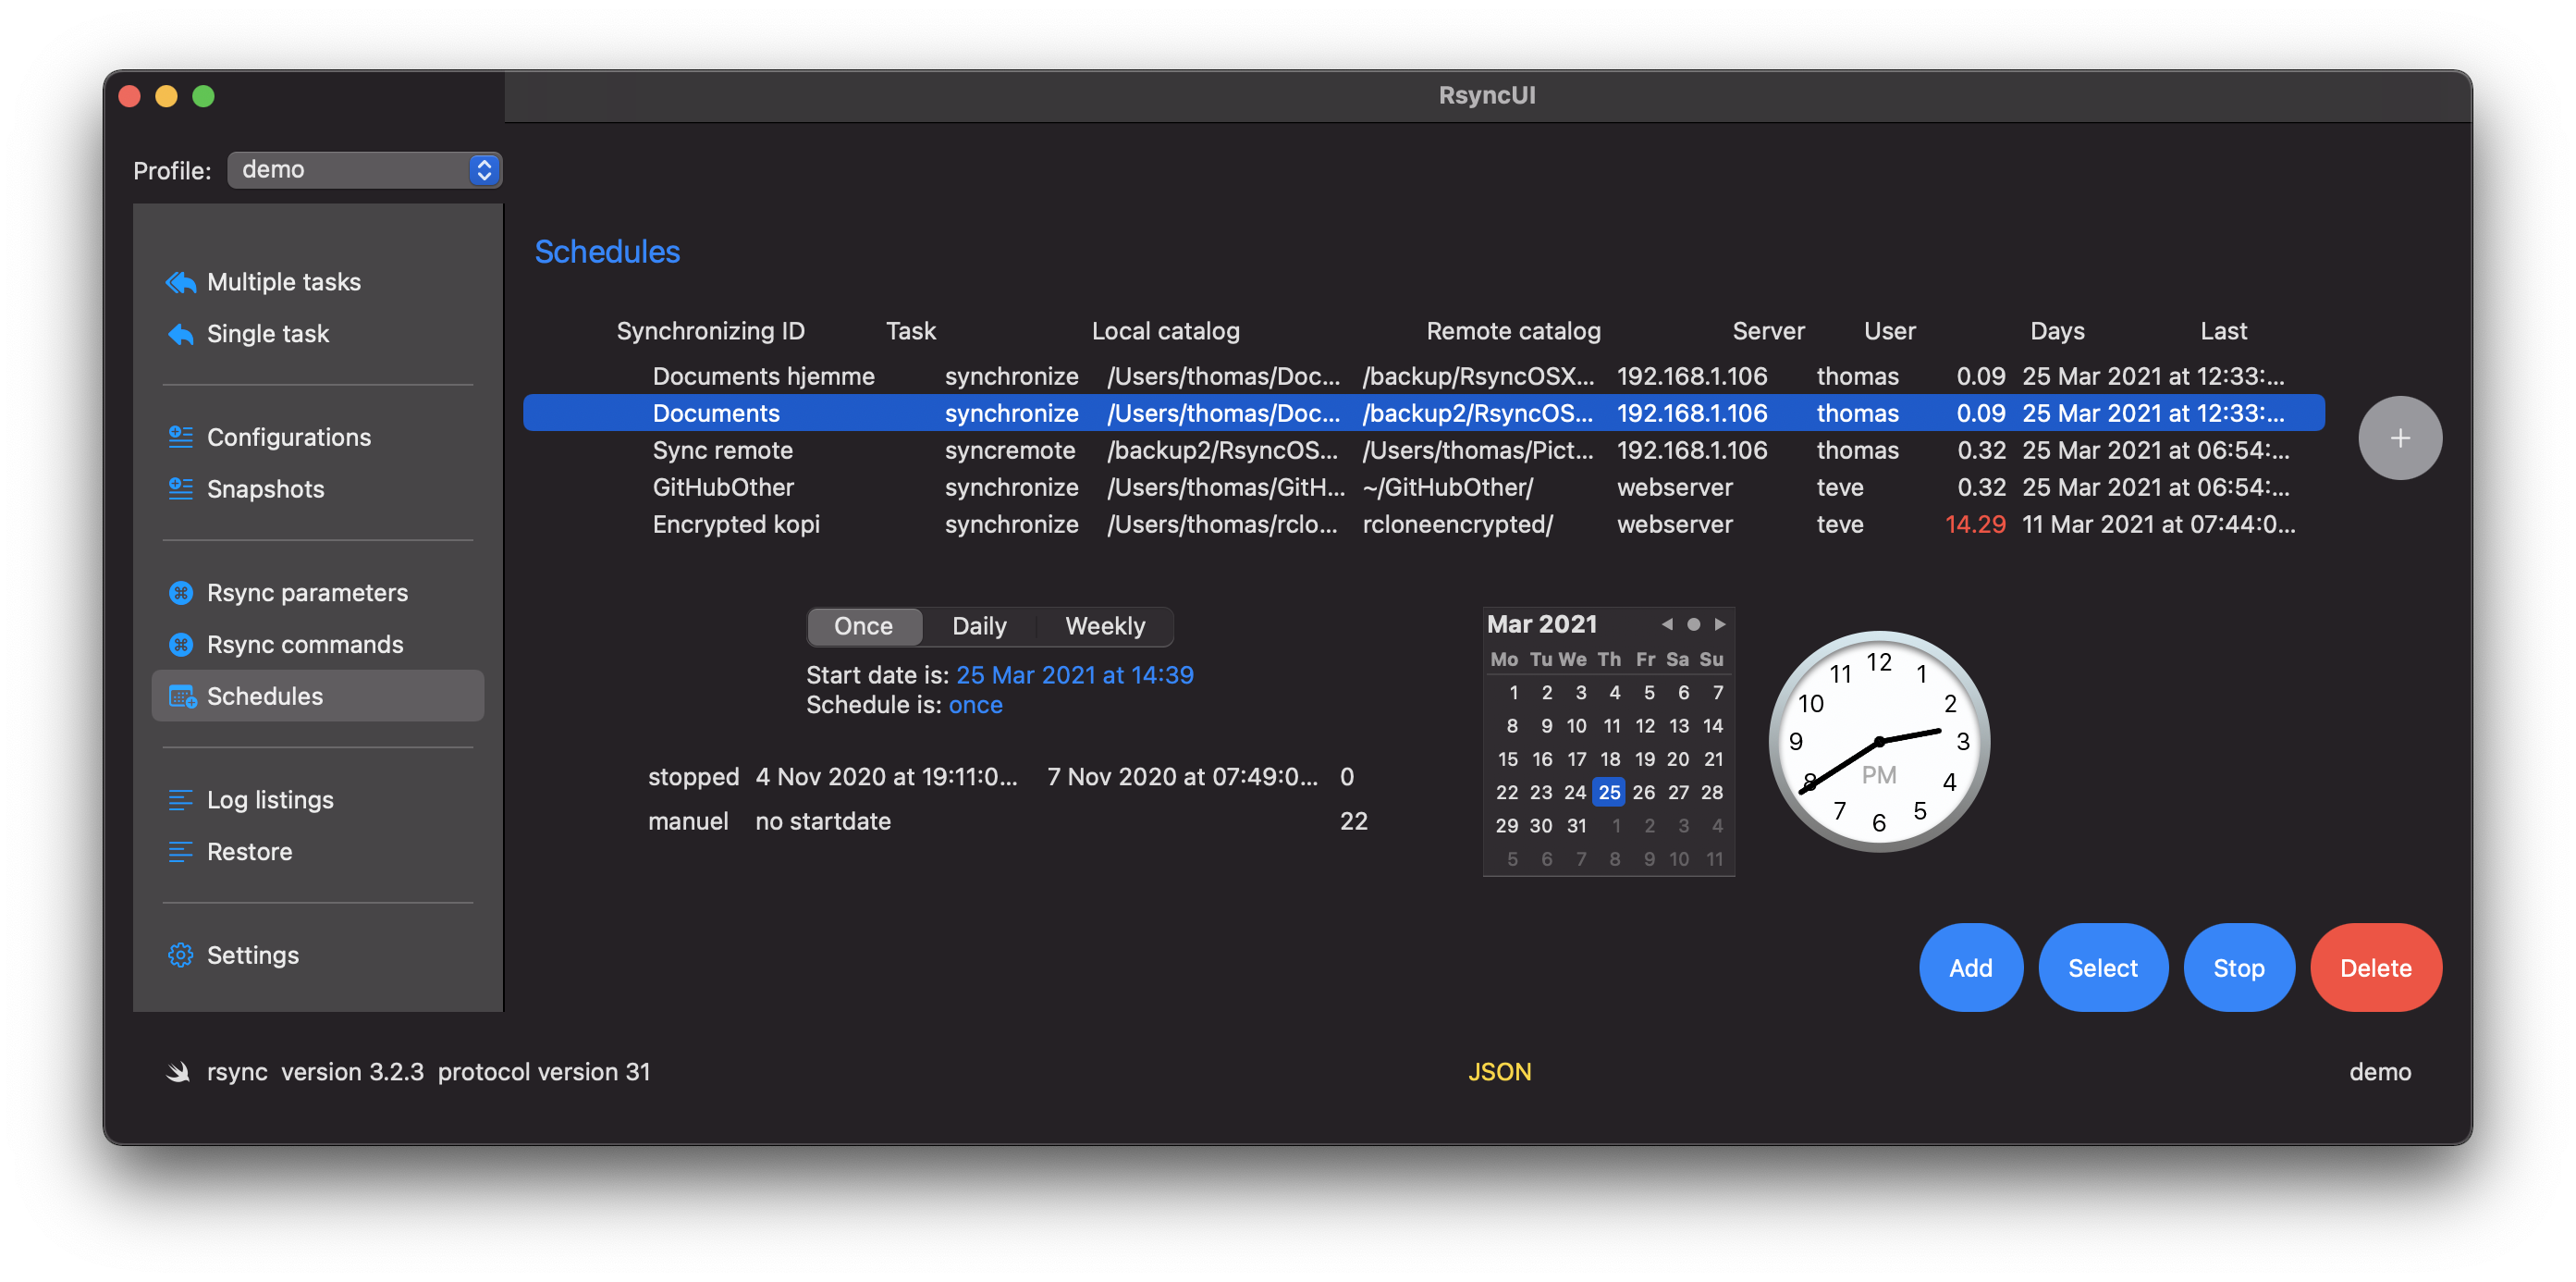 RsyncUI
Profile: demo
Multiple tasks
Single task
Configurations
Snapshots
Rsync parameters
Rsync commands
Schedules
Log listings
Restore
Settings
Schedules
Synchronizing ID Task Local catalog Remote catalog Server User Days Last
Documents hjemme synchronize /Users/thomas/Doc... /backup/RsyncOSX... 192.168.1.106 thomas 0.09 25 Mar 2021 at 12:33:...
Documents synchronize /Users/thomas/Doc... /backup2/RsyncOS... 192.168.1.106 thomas 0.09 25 Mar 2021 at 12:33:...
Sync remote syncremote /backup2/RsyncOS... /Users/thomas/Pict... 192.168.1.106 thomas 0.32 25 Mar 2021 at 06:54:...
GitHubOther synchronize /Users/thomas/GitH... ~/GitHubOther/ webserver teve 0.32 25 Mar 2021 at 06:54:...
Encrypted kopi synchronize /Users/thomas/rclo... rcloneencrypted/ webserver teve 14.29 11 Mar 2021 at 07:44:0...
+
Once Daily Weekly
Start date is: 25 Mar 2021 at 14:39
Schedule is: once
stopped 4 Nov 2020 at 19:11:0... 7 Nov 2020 at 07:49:0... 0
manuel no startdate 22
Mar 2021
Mo Tu We Th Fr Sa Su
1 2 3 4 5 6 7
8 9 10 11 12 13 14
15 16 17 18 19 20 21
22 23 24 25 26 27 28
29 30 31 1 2 3 4
5 6 7 8 9 10 11
12 1 2 3 4 5 6 7 8 9 10 11
PM
Add Select Stop Delete
rsync version 3.2.3 protocol version 31
JSON
demo